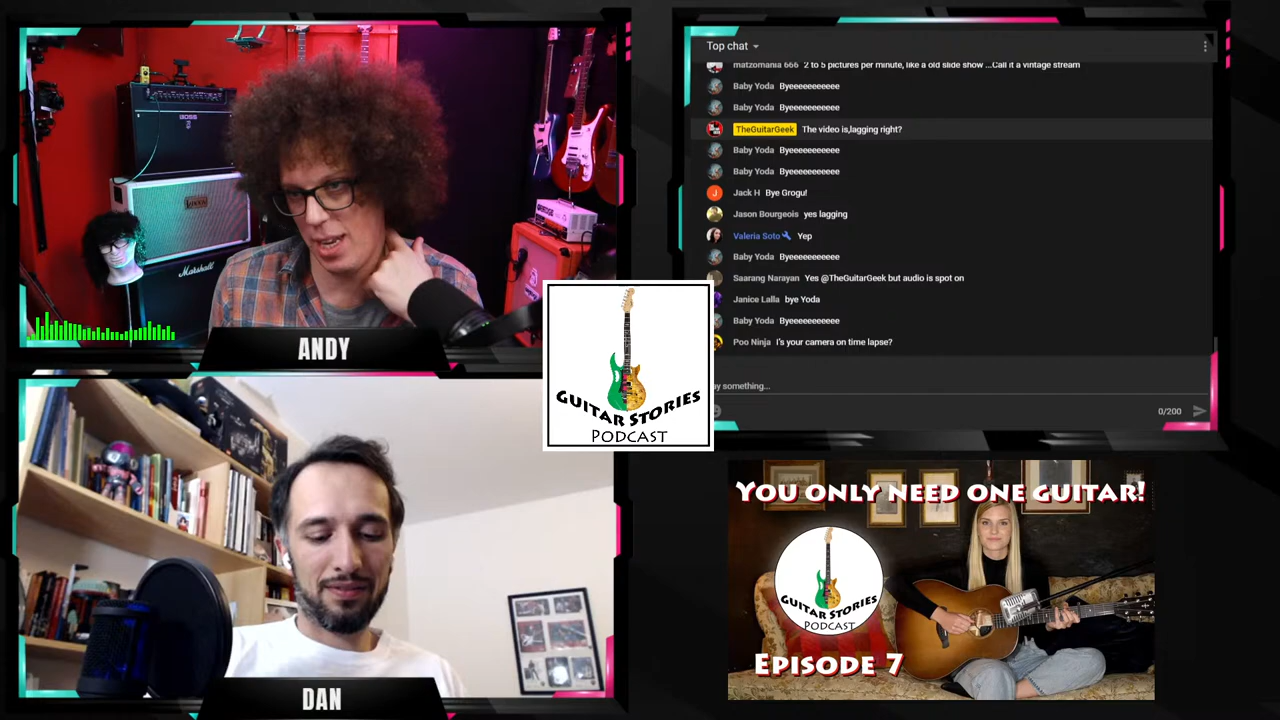 ANDY
DAN
Marshall
GUITAR STORIES
PODCAST
Top chat
matzomania 666 2 to 5 pictures per minute, like a old slide show ...Call it a vintage stream
Baby Yoda Byeeeeeeeeeee
Baby Yoda Byeeeeeeeeeee
TheGuitarGeek The video is,lagging right?
Baby Yoda Byeeeeeeeeeee
Baby Yoda Byeeeeeeeeeee
Jack H Bye Grogu!
Jason Bourgeois yes lagging
Valeria Soto Yep
Baby Yoda Byeeeeeeeeeee
Saarang Narayan Yes @TheGuitarGeek but audio is spot on
Janice Lalla bye Yoda
Baby Yoda Byeeeeeeeeeee
Poo Ninja I's your camera on time lapse?
ay something...
0/200
YOU ONLY NEED ONE GUITAR!
GUITAR STORIES
PODCAST
EPISODE 7